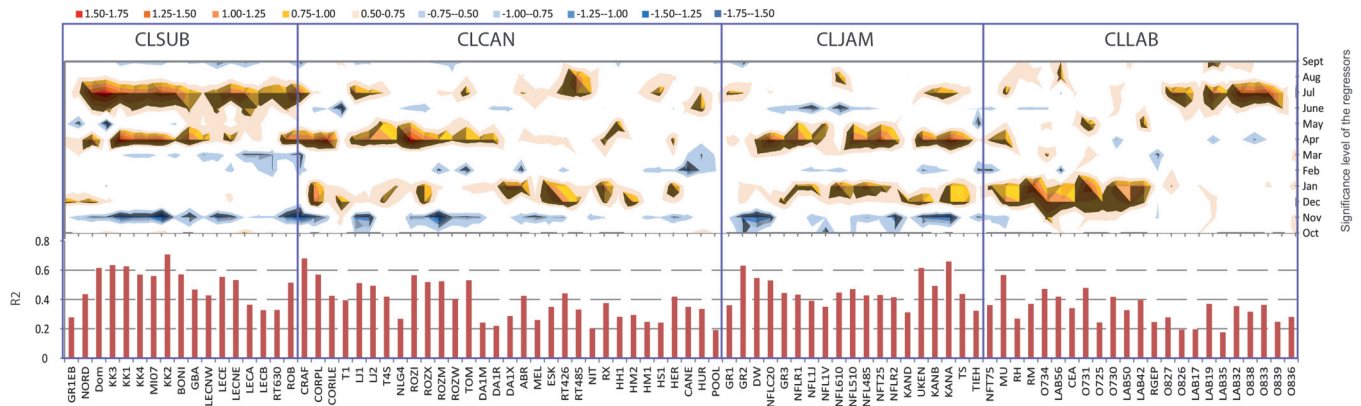 1.50-1.75 1.25-1.50 1.00-1.25 0.75-1.00 0.50-0.75 -0.75--0.50 -1.00--0.75 -1.25--1.00 -1.50--1.25 -1.75--1.50
CLSUB CLCAN CLJAM CLLAB
Sept
Aug
Jul
June
May
Apr
Mar
Feb
Jan
Dec
Nov
Oct
Significance level of the regressors
0.8
0.6
0.4
0.2
0
R2
GR1EB NORD Dom KK3 KK1 KK4 MI07 KK2 BONI GBA LECNW LECE LECNE LECA LECB RT630 ROB CRAF CORPL CORILE T1 LJ1 LJ2 T4S NLG4 ROZI ROZX ROZM ROZW TOM DA1M DA1R DA1X ABR MEL ESK RT426 RT485 NIT RX HH1 HM2 HM1 HS1 HER CANE HUR POOL GR1 GR2 DW NFLC20 GR3 NFLR1 NFL1J NFL1V NFL610 NFL510 NFL485 NFT25 NFLR2 KAND UKEN KANB KANA TS TIEH NFT75 MU RH RM O734 LAB56 CEA O731 O725 O730 LAB50 LAB42 RGEP O827 O826 LAB17 LAB19 LAB35 LAB32 O838 O833 O839 O836